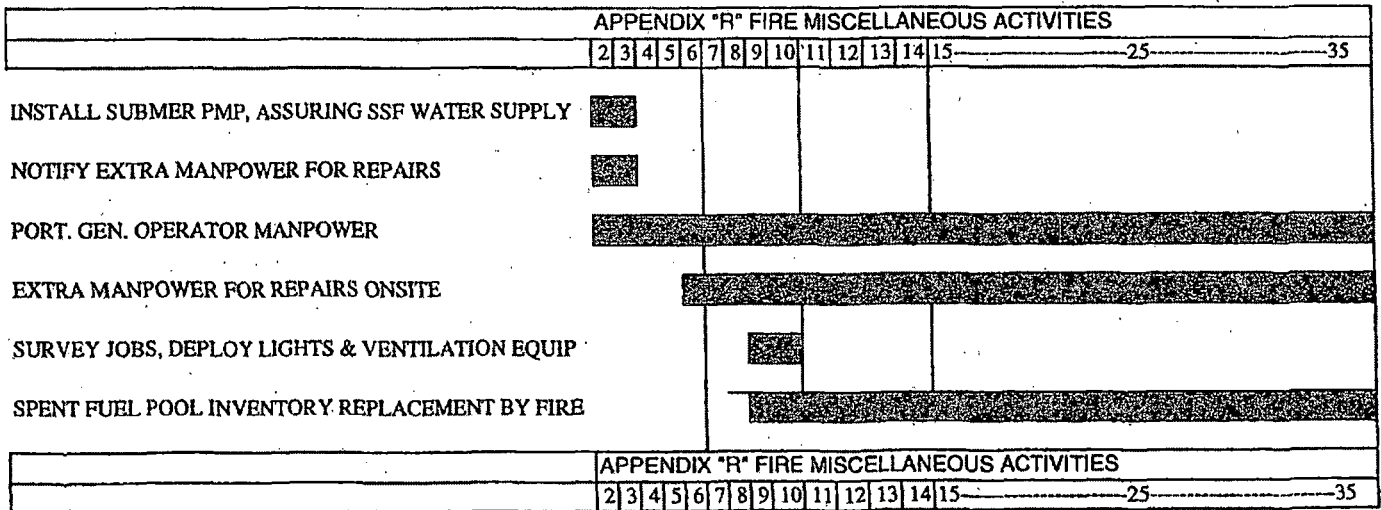 APPENDIX "R" FIRE MISCELLANEOUS ACTIVITIES
2 3 4 5 6 7 8 9 10 11 12 13 14 15---25---35
INSTALL SUBMER PMP, ASSURING SSF WATER SUPPLY
NOTIFY EXTRA MANPOWER FOR REPAIRS
PORT. GEN. OPERATOR MANPOWER
EXTRA MANPOWER FOR REPAIRS ONSITE
SURVEY JOBS, DEPLOY LIGHTS & VENTILATION EQUIP
SPENT FUEL POOL INVENTORY REPLACEMENT BY FIRE
APPENDIX "R" FIRE MISCELLANEOUS ACTIVITIES
2 3 4 5 6 7 8 9 10 11 12 13 14 15---25---35